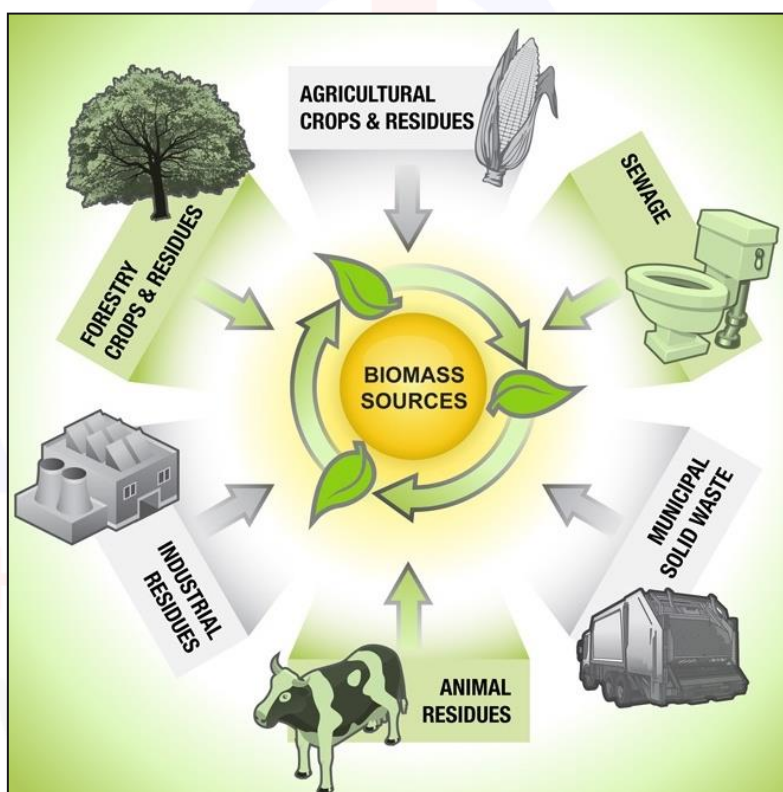 AGRICULTURAL
CROPS & RESIDUES
SEWAGE
FORESTRY
CROPS & RESIDUES
BIOMASS
SOURCES
MUNICIPAL
SOLID WASTE
INDUSTRIAL
RESIDUES
ANIMAL
RESIDUES